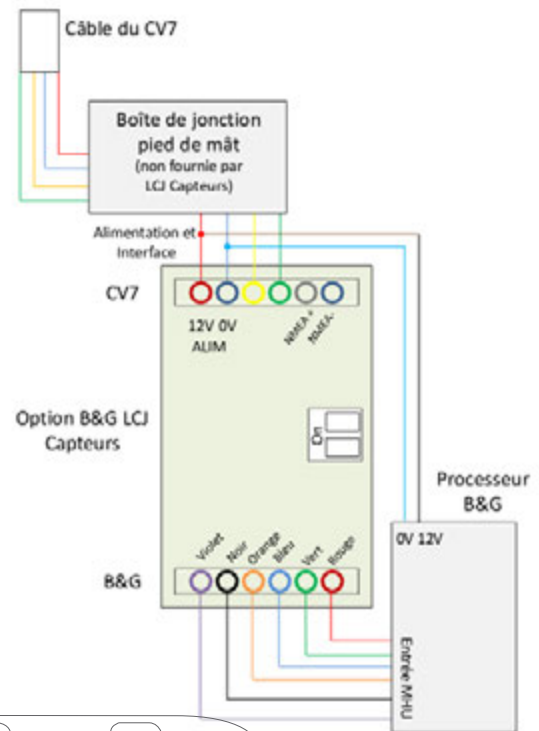 Câble du CV7
Boîte de jonction
pied de mât
(non fournie par
LCJ Capteurs)
Alimentation et
Interface
CV7
12V 0V
ALIM
NMEA+
NMEA-
Option B&G LCJ
Capteurs
On
Processeur
B&G
0V 12V
Violet
Noir
Orange
Bleu
Vert
Rouge
B&G
Entrée MHU